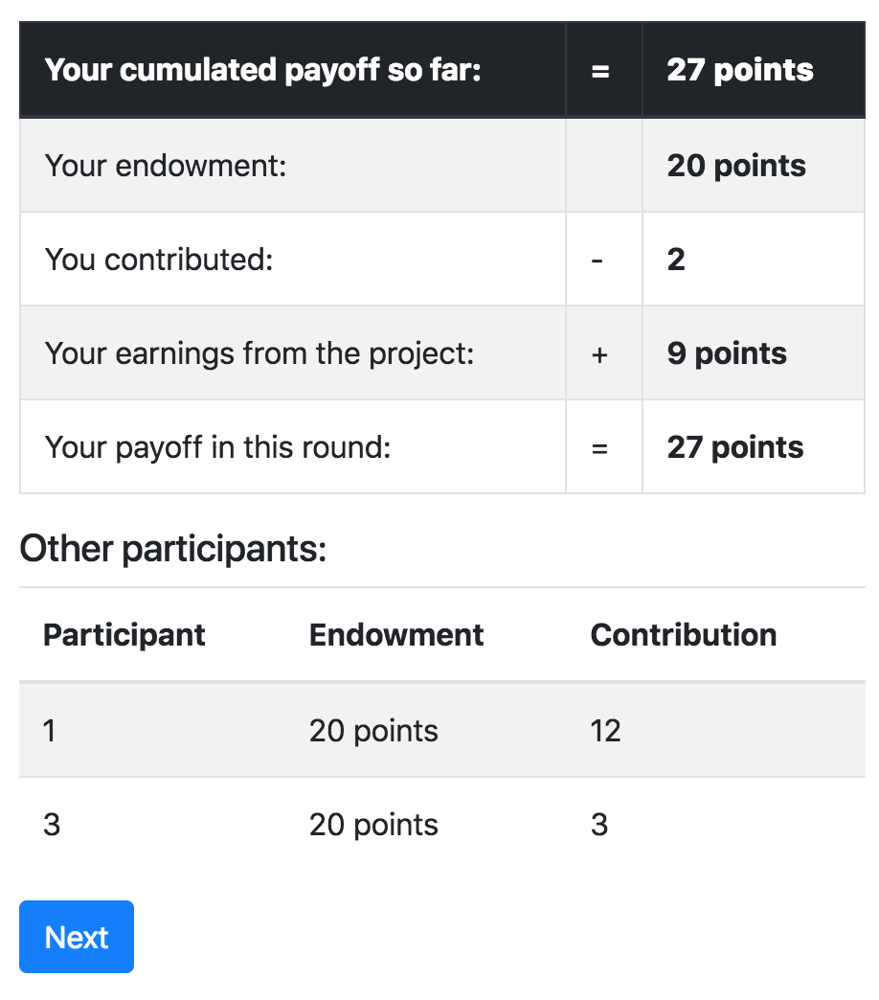 Your cumulated payoff so far: = 27 points
Your endowment: 20 points
You contributed: - 2
Your earnings from the project: + 9 points
Your payoff in this round: = 27 points
Other participants:
Participant Endowment Contribution
1 20 points 12
3 20 points 3
Next